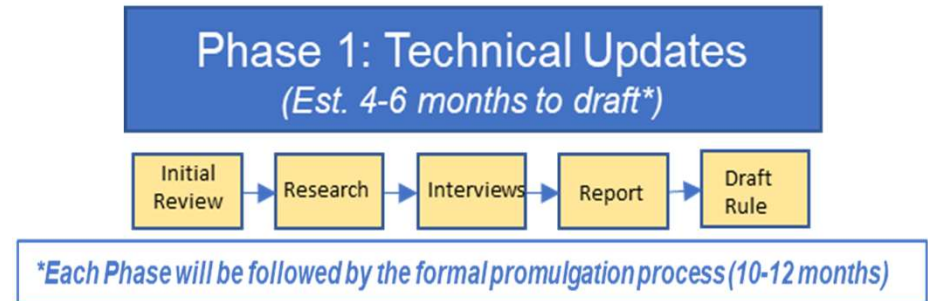 Phase 1: Technical Updates
(Est. 4-6 months to draft*)
Initial
Review
Research
Interviews
Report
Draft
Rule
*Each Phase will be followed by the formal promulgation process (10-12 months)